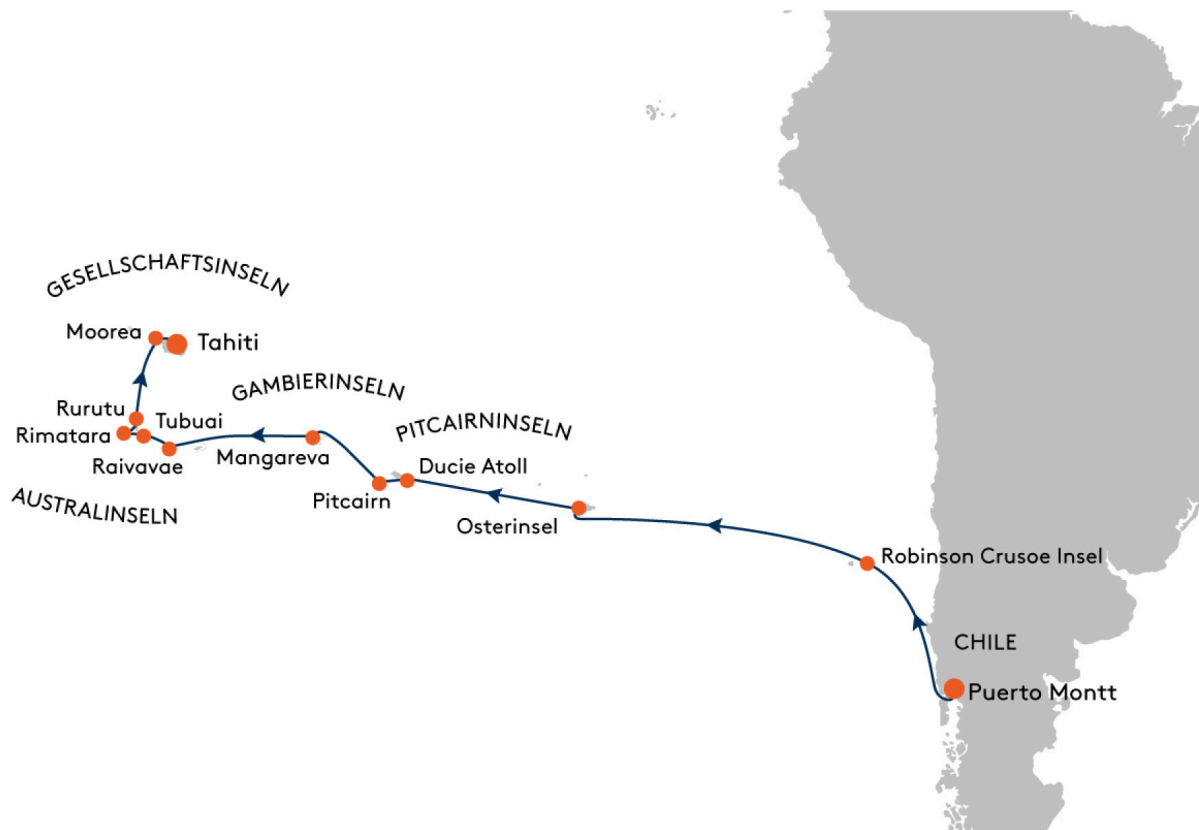 GESELLSCHAFTSINSELN
Moorea
Tahiti
GAMBIERINSELN
Rurutu
Tubuai
PITCAIRNINSELN
Rimatara
Raivavae
Mangareva
Ducie Atoll
AUSTRALINSELN
Pitcairn
Osterinsel
Robinson Crusoe Insel
CHILE
Puerto Montt